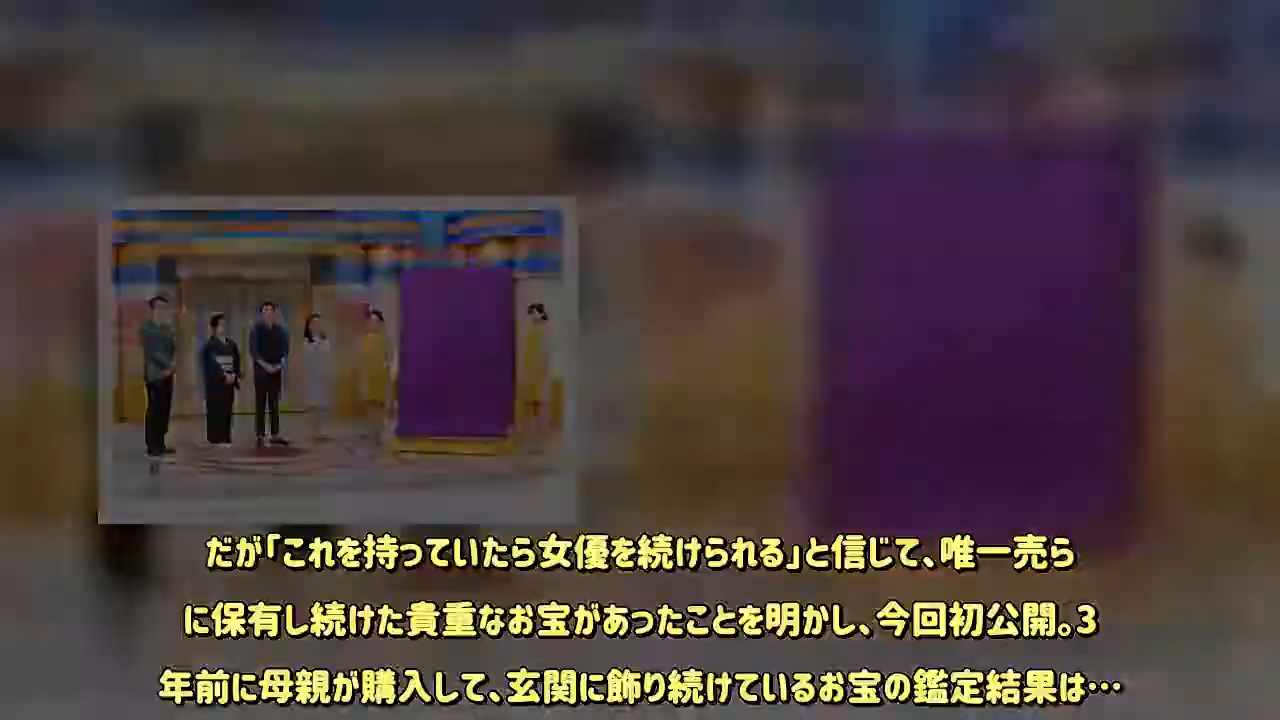 だが「これを持っていたら女優を続けられる」と信じて、唯一売ら
に保有し続けた貴重なお宝があったことを明かし、今回初公開。3
年前に母親が購入して、玄関に飾り続けているお宝の鑑定結果は…